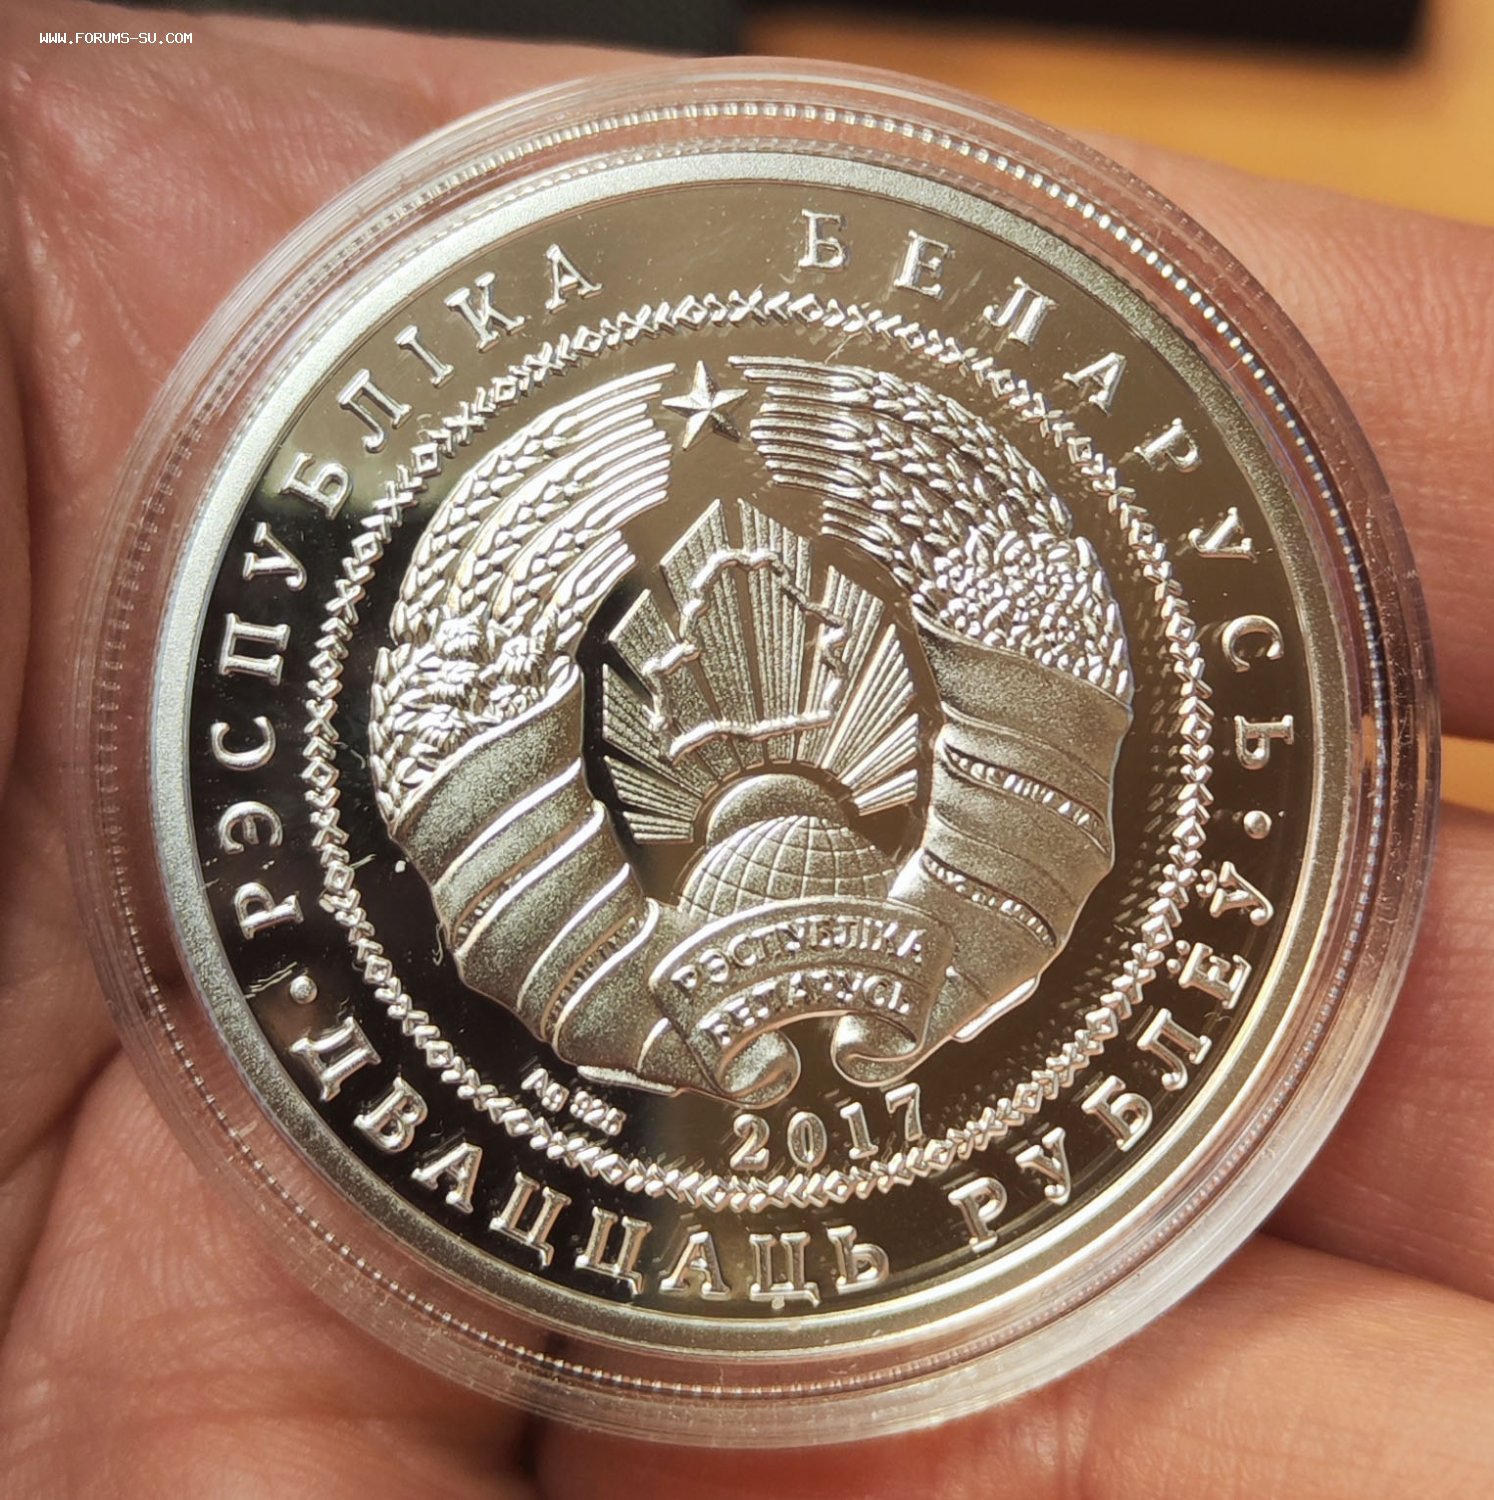 WWW.FORUMS-SU.COM
РЭСПУБЛІКА БЕЛАРУСЬ
РЭСПУБЛІКА
БЕЛАРУСЬ
Ag 925
2017
ДВАЦЦАЦЬ РУБЛЁЎ